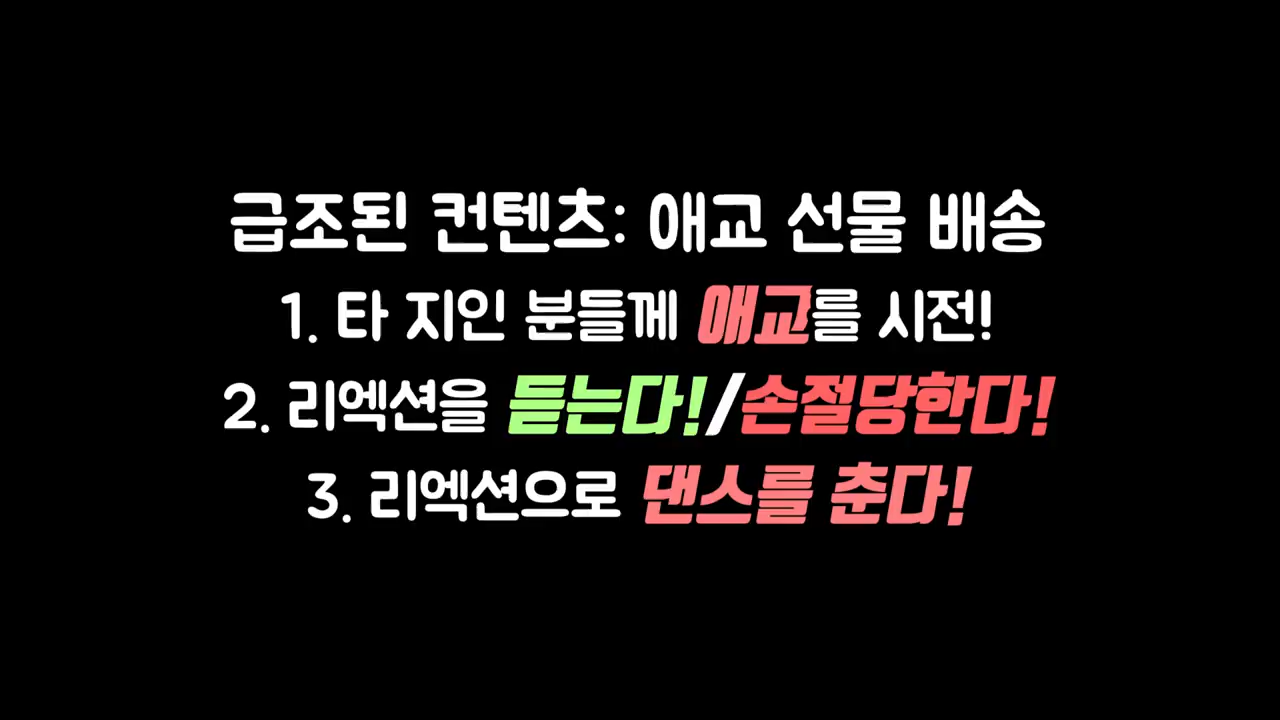 급조된 컨텐츠: 애교 선물 배송
1. 타 지인 분들께 애교를 시전!
2. 리엑션을 듣는다!/손절당한다!
3. 리엑션으로 댄스를 춘다!